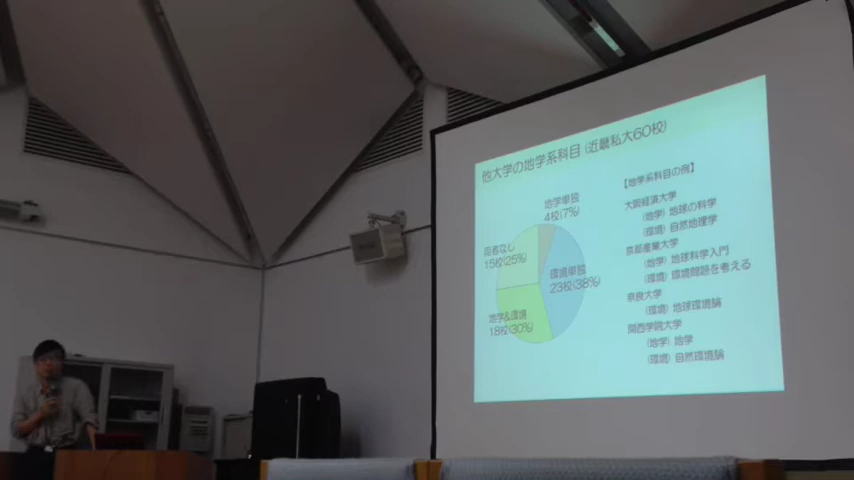 他大学の地学系科目 (近畿私大60校)
地学単独
4校(7%)
両者なし
15校(25%)
環境単独
23校(38%)
地学&環境
18校(30%)
【地学系科目の例】
大阪経済大学
(地学) 地球の科学
(環境) 自然地理学
京都産業大学
(地学) 地球科学入門
(環境) 環境問題を考える
奈良大学
(環境) 地球環境論
関西学院大学
(地学) 地学
(環境) 自然環境論